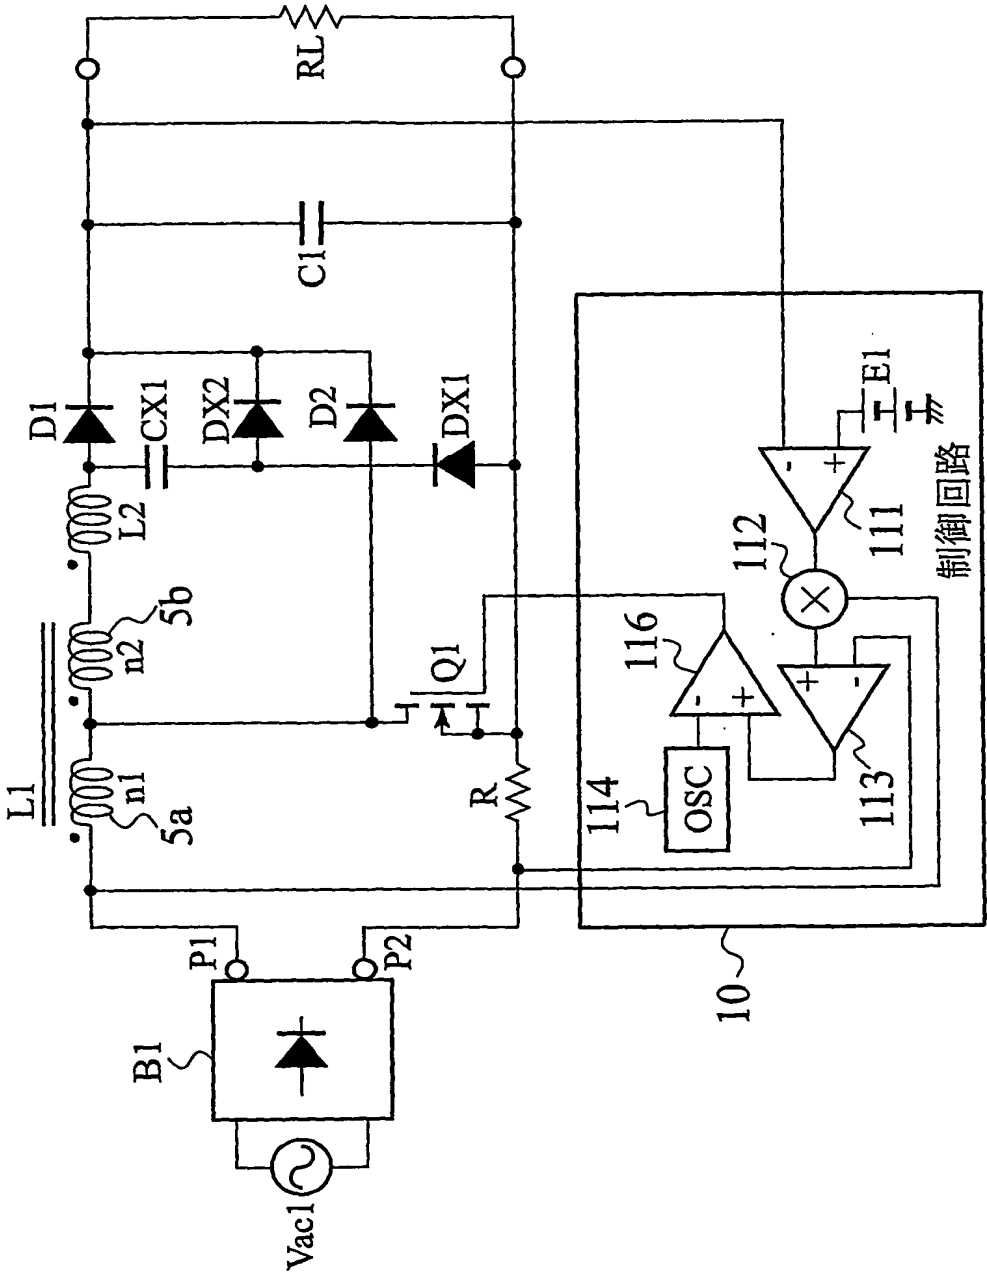 Vac1
B1
P1
P2
L1
5a
n1
n2
5b
L2
D1
CX1
DX2
D2
DX1
C1
RL
Q1
R
10
114
OSC
116
-
+
113
+
-
112
111
-
+
E1
制御回路